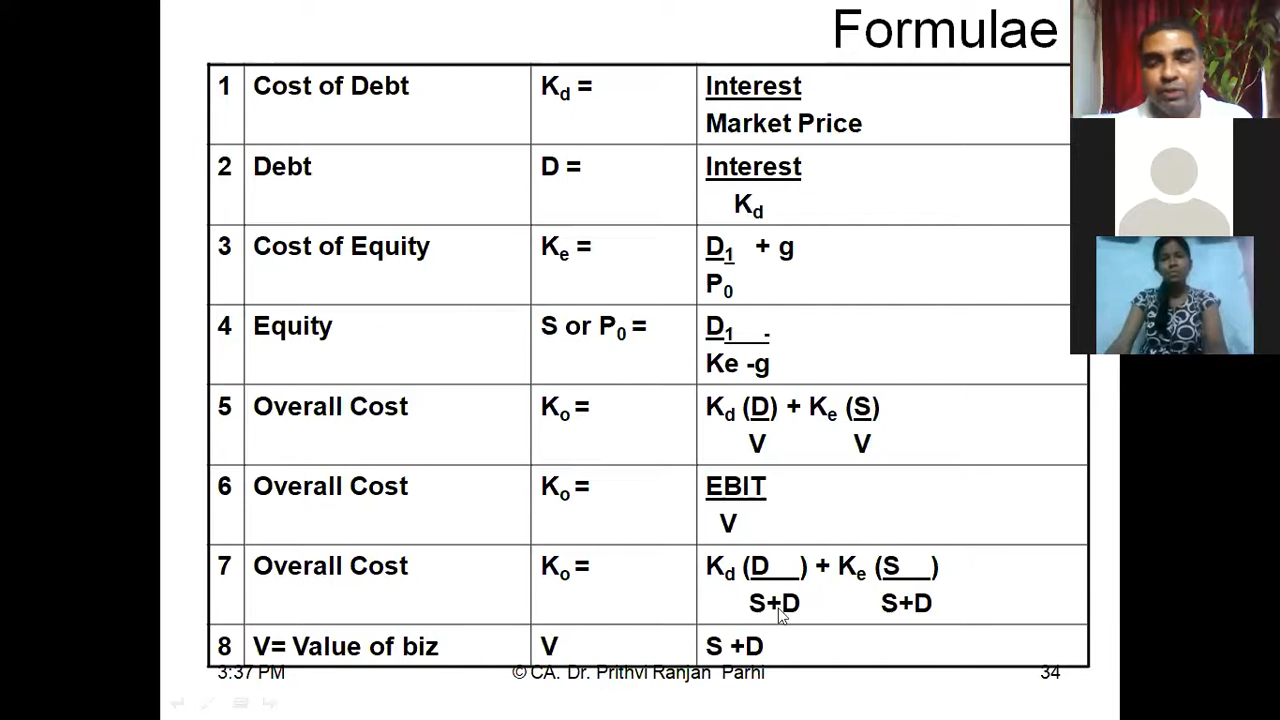 Formulae
1 Cost of Debt Kd = Interest
Market Price
2 Debt D = Interest
Kd
3 Cost of Equity Ke = D1 + g
P0
4 Equity S or P0 = D1 -
Ke -g
5 Overall Cost Ko = Kd (D) + Ke (S)
V V
6 Overall Cost Ko = EBIT
V
7 Overall Cost Ko = Kd (D ) + Ke (S )
S+D S+D
8 V= Value of biz V S +D
3:37 PM © CA. Dr. Prithvi Ranjan Parhi 34